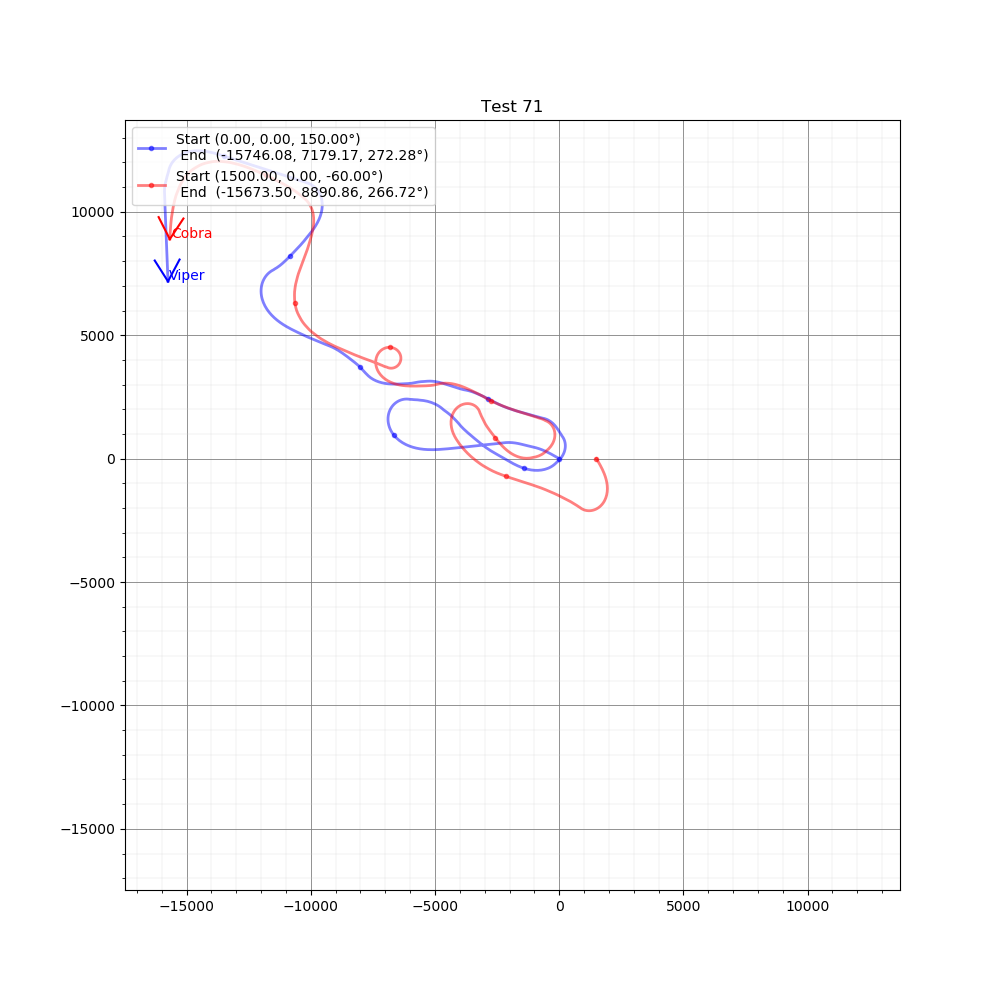 Test 71
Start (0.00, 0.00, 150.00°)
End  (-15746.08, 7179.17, 272.28°)
Start (1500.00, 0.00, -60.00°)
End  (-15673.50, 8890.86, 266.72°)
Cobra
Viper
10000
5000
0
−5000
−10000
−15000
−15000
−10000
−5000
0
5000
10000